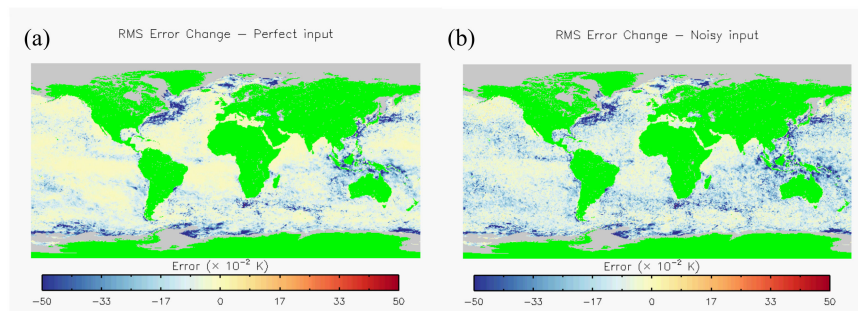 (a)
RMS Error Change – Perfect input
Error (× 10⁻² K)
−50 −33 −17 0 17 33 50
(b)
RMS Error Change – Noisy input
Error (× 10⁻² K)
−50 −33 −17 0 17 33 50